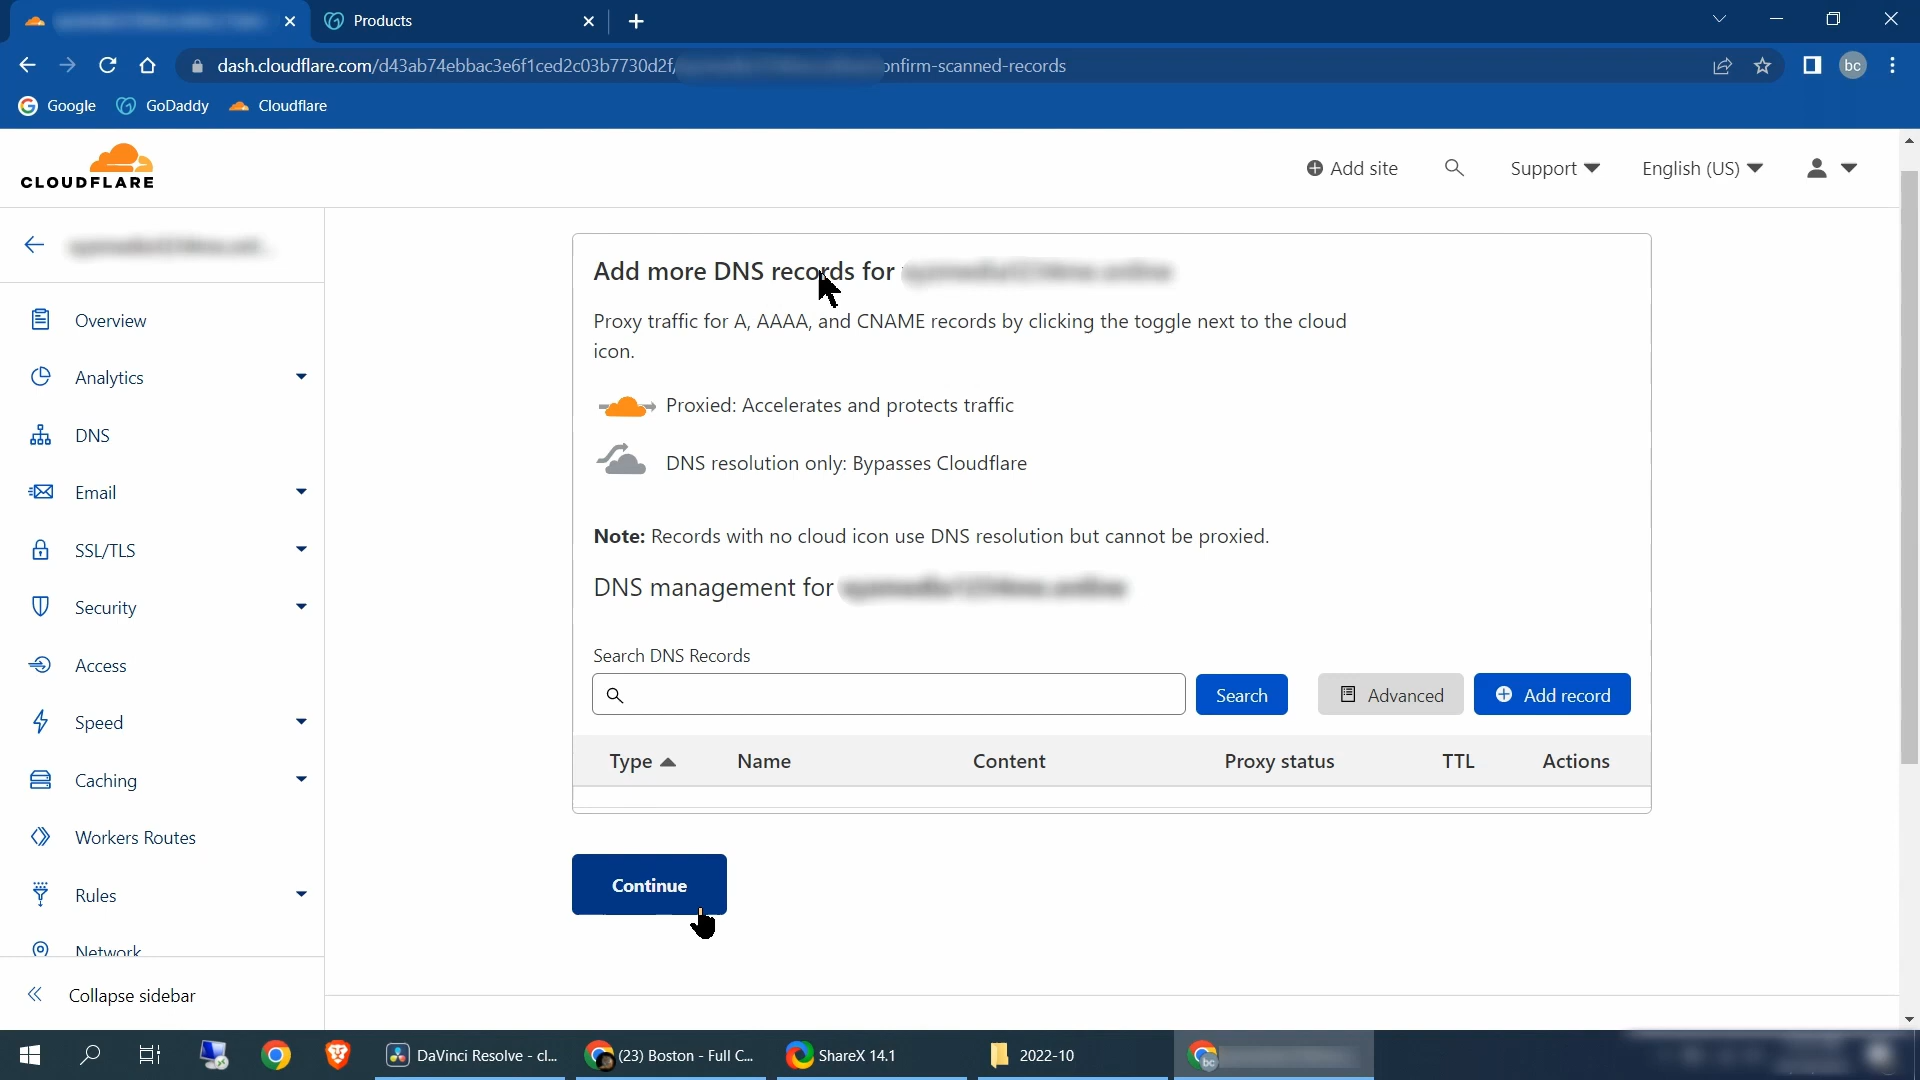 Products
dash.cloudflare.com/d43ab74ebbac3e6f1ced2c03b7730d2f/ onfirm-scanned-records
bc
Google
GoDaddy
Cloudflare
CLOUDFLARE
Add site
Support
English (US)
Overview
Analytics
DNS
Email
SSL/TLS
Security
Access
Speed
Caching
Workers Routes
Rules
Network
Collapse sidebar
Add more DNS records for
Proxy traffic for A, AAAA, and CNAME records by clicking the toggle next to the cloud
icon.
Proxied: Accelerates and protects traffic
DNS resolution only: Bypasses Cloudflare
Note: Records with no cloud icon use DNS resolution but cannot be proxied.
DNS management for
Search DNS Records
Search
Advanced
Add record
Type
Name
Content
Proxy status
TTL
Actions
Continue
DaVinci Resolve - cl...
(23) Boston - Full C...
ShareX 14.1
2022-10
bc